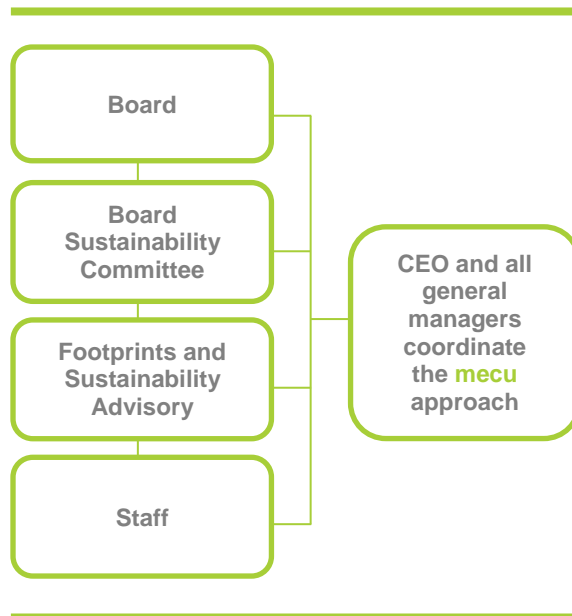 Board
Board
Sustainability
Committee
Footprints and
Sustainability
Advisory
Staff
CEO and all
general
managers
coordinate
the mecu
approach